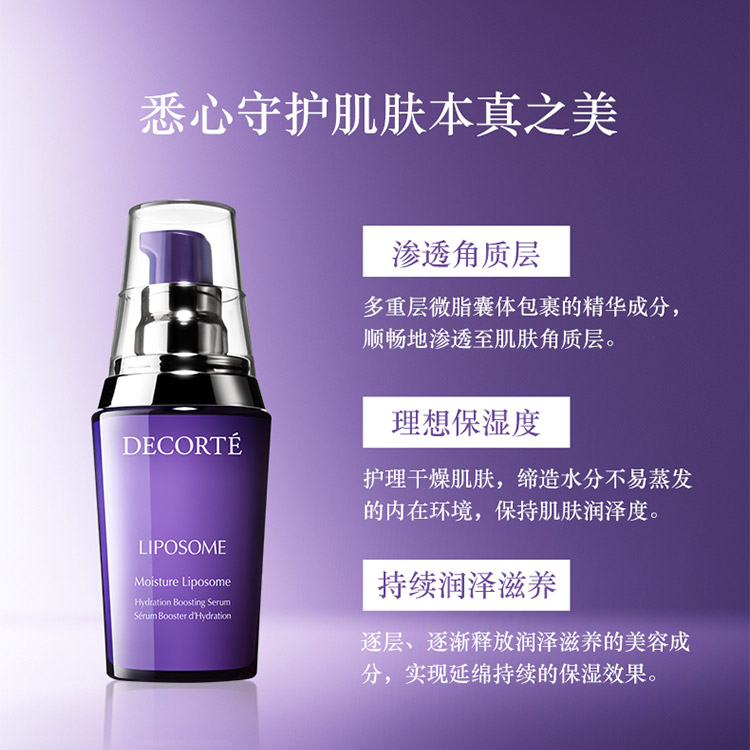 悉心守护肌肤本真之美
渗透角质层
多重层微脂囊体包裹的精华成分，
顺畅地渗透至肌肤角质层。
理想保湿度
护理干燥肌肤，缔造水分不易蒸发
的内在环境，保持肌肤润泽度。
持续润泽滋养
逐层、逐渐释放润泽滋养的美容成
分，实现延绵持续的保湿效果。
DECORTÉ
LIPOSOME
Moisture Liposome
Hydration Boosting Serum
Sérum Booster d'Hydration